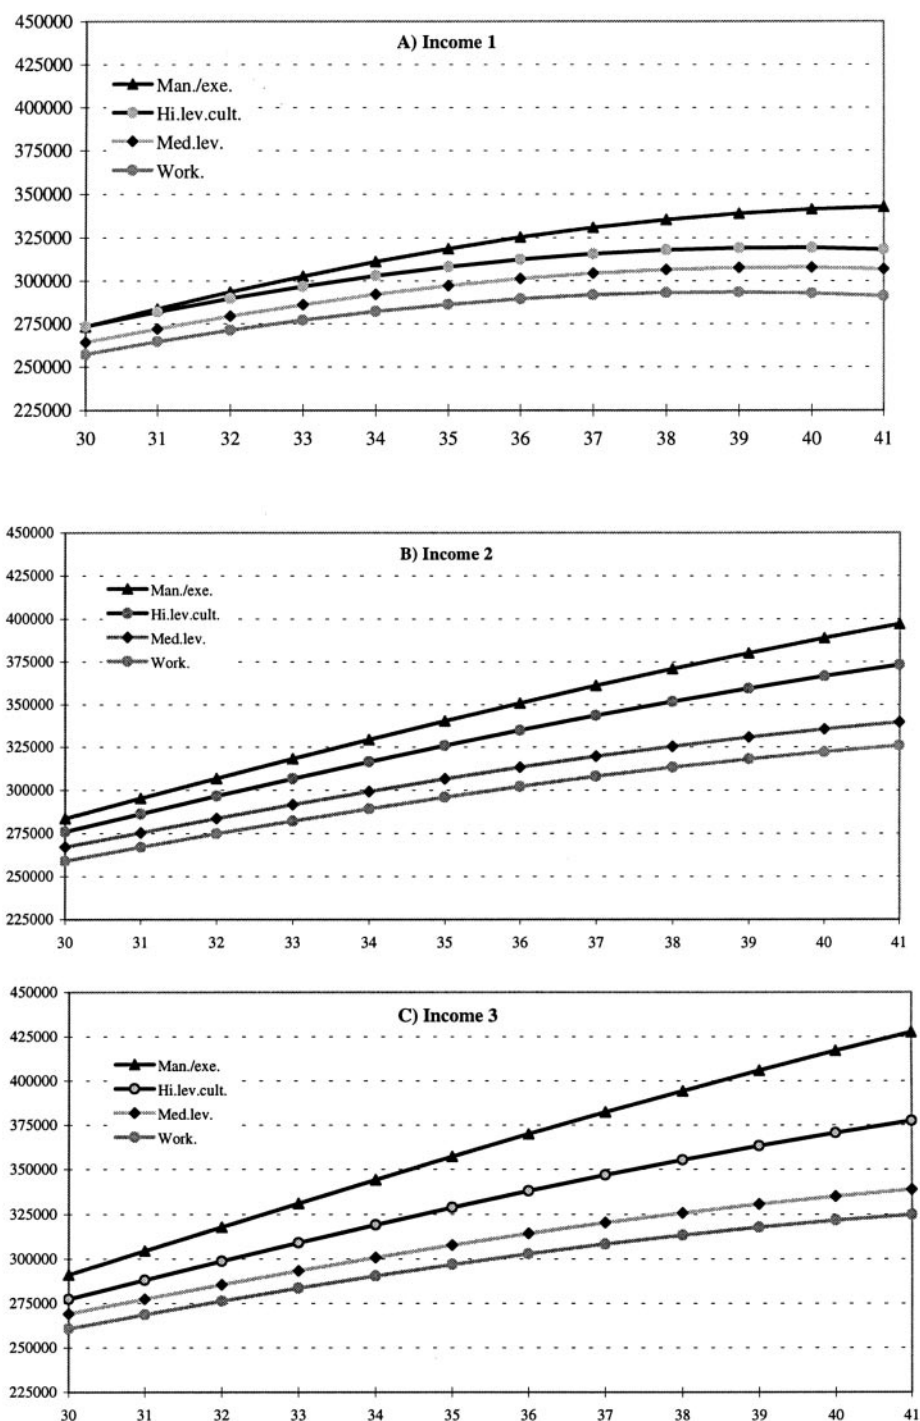 A) Income 1
450000
425000
400000
375000
350000
325000
300000
275000
250000
225000
Man./exe.
Hi.lev.cult.
Med.lev.
Work.
30 31 32 33 34 35 36 37 38 39 40 41
B) Income 2
450000
425000
400000
375000
350000
325000
300000
275000
250000
225000
Man./exe.
Hi.lev.cult.
Med.lev.
Work.
30 31 32 33 34 35 36 37 38 39 40 41
C) Income 3
450000
425000
400000
375000
350000
325000
300000
275000
250000
225000
Man./exe.
Hi.lev.cult.
Med.lev.
Work.
30 31 32 33 34 35 36 37 38 39 40 41